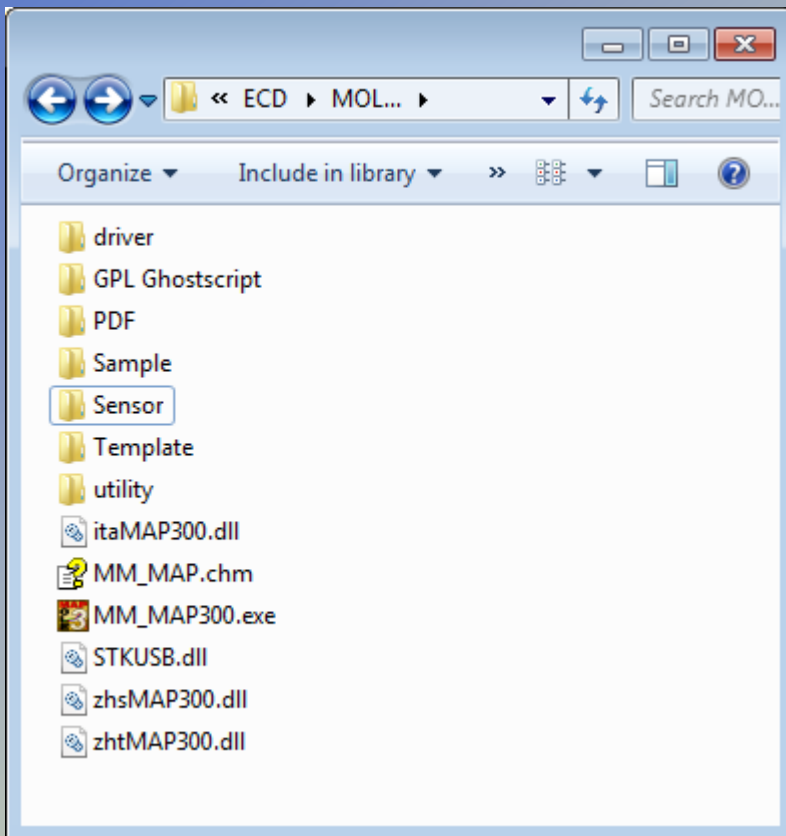 « ECD ▸ MOL... ▸ Search MO...
Organize Include in library »
driver
GPL Ghostscript
PDF
Sample
Sensor
Template
utility
itaMAP300.dll
MM_MAP.chm
MM_MAP300.exe
STKUSB.dll
zhsMAP300.dll
zhtMAP300.dll